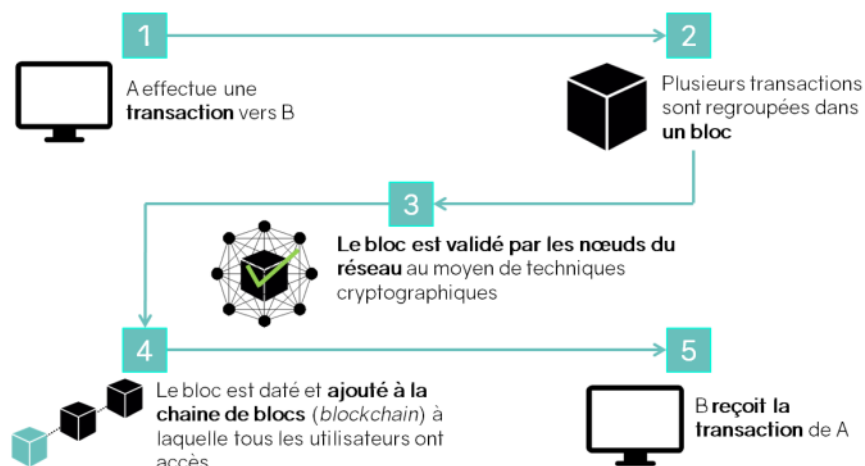 1
A effectue une
transaction vers B
2
Plusieurs transactions
sont regroupées dans
un bloc
3
Le bloc est validé par les nœuds du
réseau au moyen de techniques
cryptographiques
4
Le bloc est daté et ajouté à la
chaine de blocs (blockchain) à
laquelle tous les utilisateurs ont
accès
5
B reçoit la
transaction de A